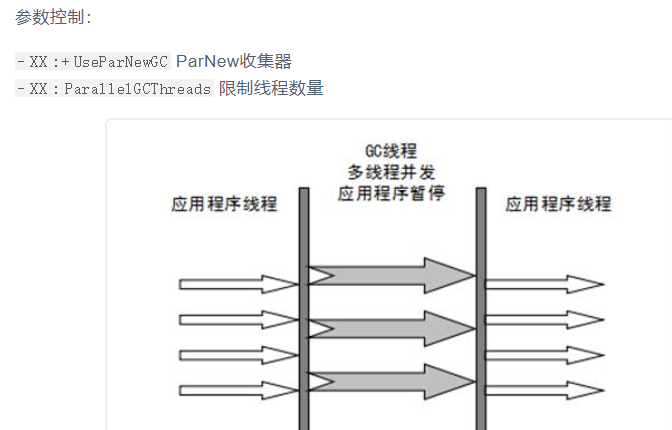 参数控制：
-XX:+UseParNewGC ParNew收集器
-XX:ParallelGCThreads 限制线程数量
GC线程
多线程并发
应用程序暂停
应用程序线程
应用程序线程